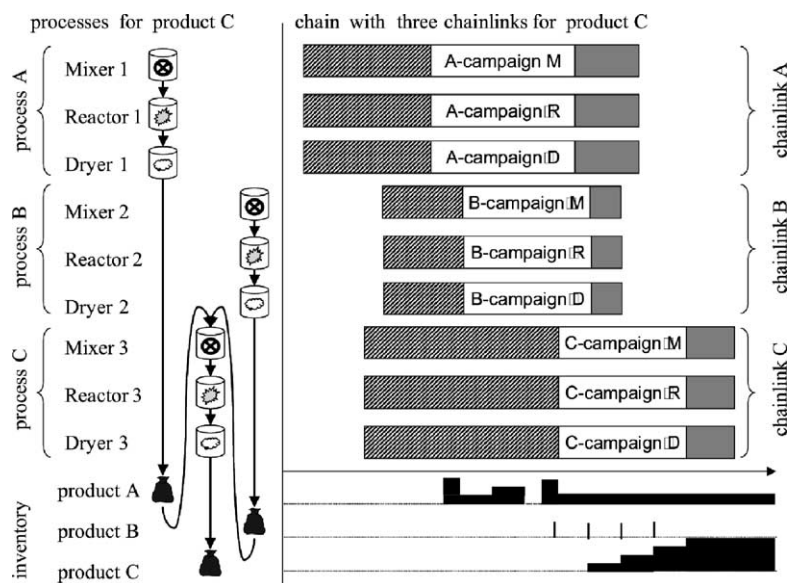 processes for product C
chain with three chainlinks for product C
process A
Mixer 1
Reactor 1
Dryer 1
A-campaign M
A-campaign R
A-campaign D
chainlink A
process B
Mixer 2
Reactor 2
Dryer 2
B-campaign M
B-campaign R
B-campaign D
chainlink B
process C
Mixer 3
Reactor 3
Dryer 3
C-campaign M
C-campaign R
C-campaign D
chainlink C
inventory
product A
product B
product C